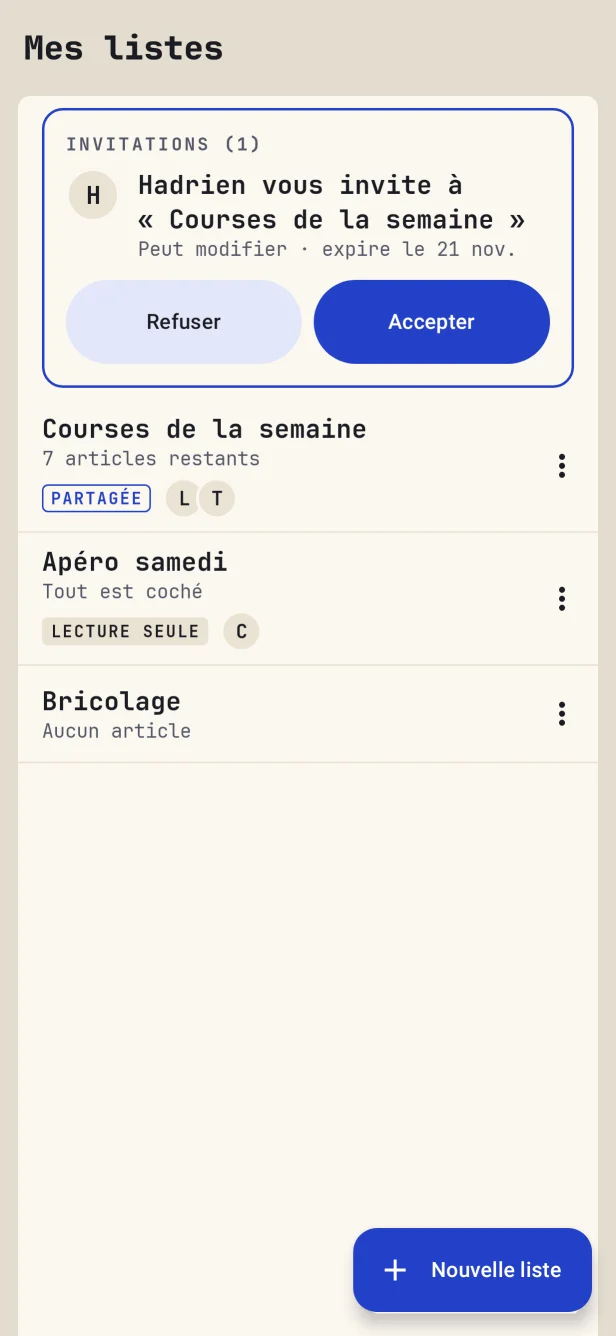 Mes listes
INVITATIONS (1)
H
Hadrien vous invite à
« Courses de la semaine »
Peut modifier · expire le 21 nov.
Refuser
Accepter
Courses de la semaine
7 articles restants
PARTAGÉE
L
T
Apéro samedi
Tout est coché
LECTURE SEULE
C
Bricolage
Aucun article
Nouvelle liste